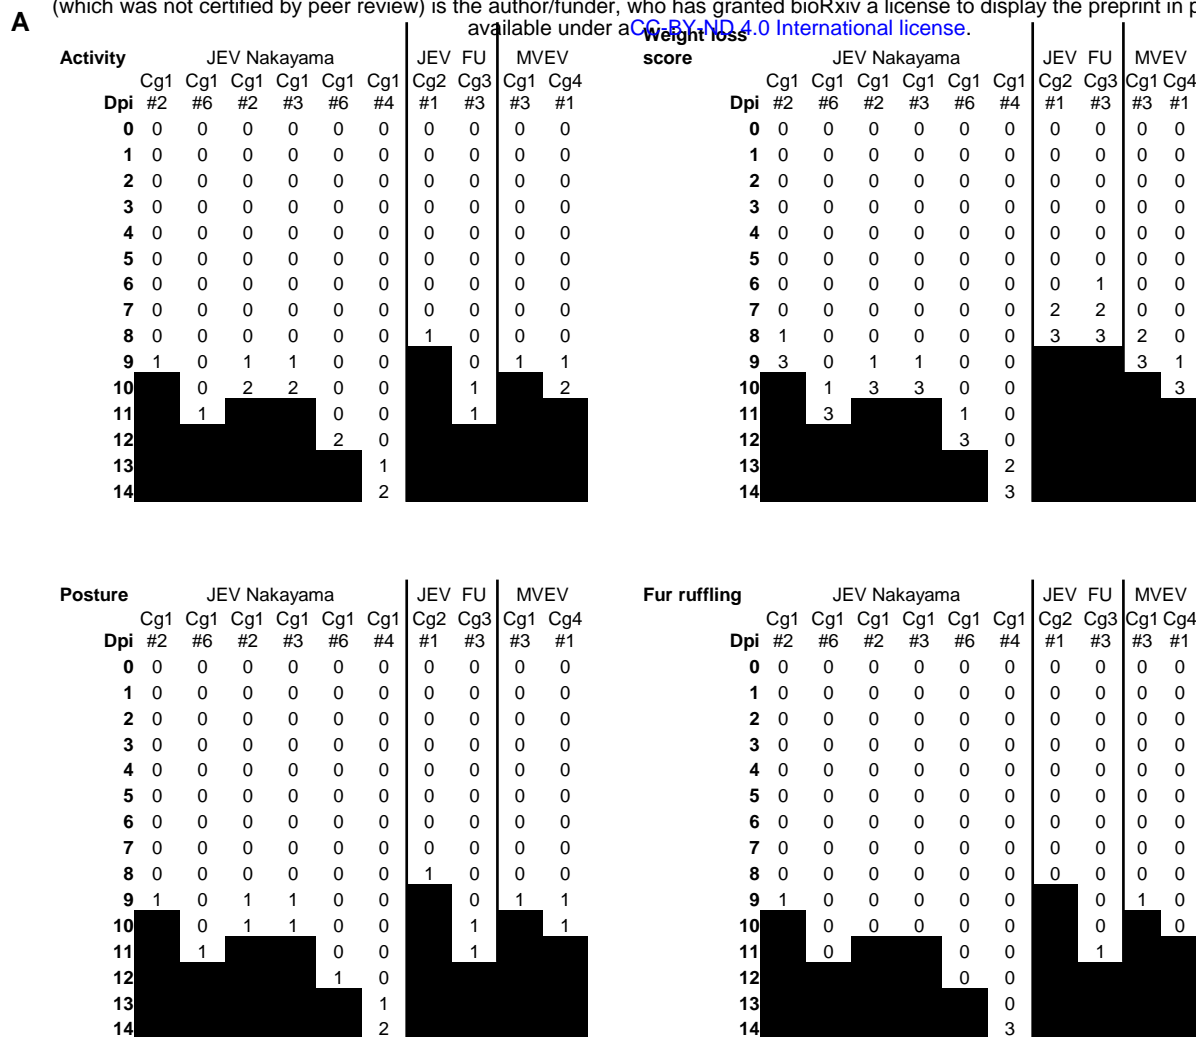 (which was not certified by peer review) is the author/funder, who has granted bioRxiv a license to display the preprint in p
available under aCC-BY-ND 4.0 International license.
A
Activity JEV Nakayama JEV FU MVEV
Cg1 Cg1 Cg1 Cg1 Cg1 Cg1 Cg2 Cg3 Cg1 Cg4
Dpi #2 #6 #2 #3 #6 #4 #1 #3 #3 #1
0 0 0 0 0 0 0 0 0 0 0
1 0 0 0 0 0 0 0 0 0 0
2 0 0 0 0 0 0 0 0 0 0
3 0 0 0 0 0 0 0 0 0 0
4 0 0 0 0 0 0 0 0 0 0
5 0 0 0 0 0 0 0 0 0 0
6 0 0 0 0 0 0 0 0 0 0
7 0 0 0 0 0 0 0 0 0 0
8 0 0 0 0 0 0 1 0 0 0
9 1 0 1 1 0 0 0 1 1
10 0 2 2 0 0 1 2
11 1 0 0 1
12 2 0
13 1
14 2
Weight loss
score JEV Nakayama JEV FU MVEV
Cg1 Cg1 Cg1 Cg1 Cg1 Cg1 Cg2 Cg3 Cg1 Cg4
Dpi #2 #6 #2 #3 #6 #4 #1 #3 #3 #1
0 0 0 0 0 0 0 0 0 0 0
1 0 0 0 0 0 0 0 0 0 0
2 0 0 0 0 0 0 0 0 0 0
3 0 0 0 0 0 0 0 0 0 0
4 0 0 0 0 0 0 0 0 0 0
5 0 0 0 0 0 0 0 0 0 0
6 0 0 0 0 0 0 0 1 0 0
7 0 0 0 0 0 0 2 2 0 0
8 1 0 0 0 0 0 3 3 2 0
9 3 0 1 1 0 0 3 1
10 1 3 3 0 0 3
11 3 1 0
12 3 0
13 2
14 3
Posture JEV Nakayama JEV FU MVEV
Cg1 Cg1 Cg1 Cg1 Cg1 Cg1 Cg2 Cg3 Cg1 Cg4
Dpi #2 #6 #2 #3 #6 #4 #1 #3 #3 #1
0 0 0 0 0 0 0 0 0 0 0
1 0 0 0 0 0 0 0 0 0 0
2 0 0 0 0 0 0 0 0 0 0
3 0 0 0 0 0 0 0 0 0 0
4 0 0 0 0 0 0 0 0 0 0
5 0 0 0 0 0 0 0 0 0 0
6 0 0 0 0 0 0 0 0 0 0
7 0 0 0 0 0 0 0 0 0 0
8 0 0 0 0 0 0 1 0 0 0
9 1 0 1 1 0 0 0 1 1
10 0 1 1 0 0 1 1
11 1 0 0 1
12 1 0
13 1
14 2
Fur ruffling JEV Nakayama JEV FU MVEV
Cg1 Cg1 Cg1 Cg1 Cg1 Cg1 Cg2 Cg3 Cg1 Cg4
Dpi #2 #6 #2 #3 #6 #4 #1 #3 #3 #1
0 0 0 0 0 0 0 0 0 0 0
1 0 0 0 0 0 0 0 0 0 0
2 0 0 0 0 0 0 0 0 0 0
3 0 0 0 0 0 0 0 0 0 0
4 0 0 0 0 0 0 0 0 0 0
5 0 0 0 0 0 0 0 0 0 0
6 0 0 0 0 0 0 0 0 0 0
7 0 0 0 0 0 0 0 0 0 0
8 0 0 0 0 0 0 0 0 0 0
9 1 0 0 0 0 0 0 1 0
10 0 0 0 0 0 0 0
11 0 0 0 1
12 0 0
13 0
14 3